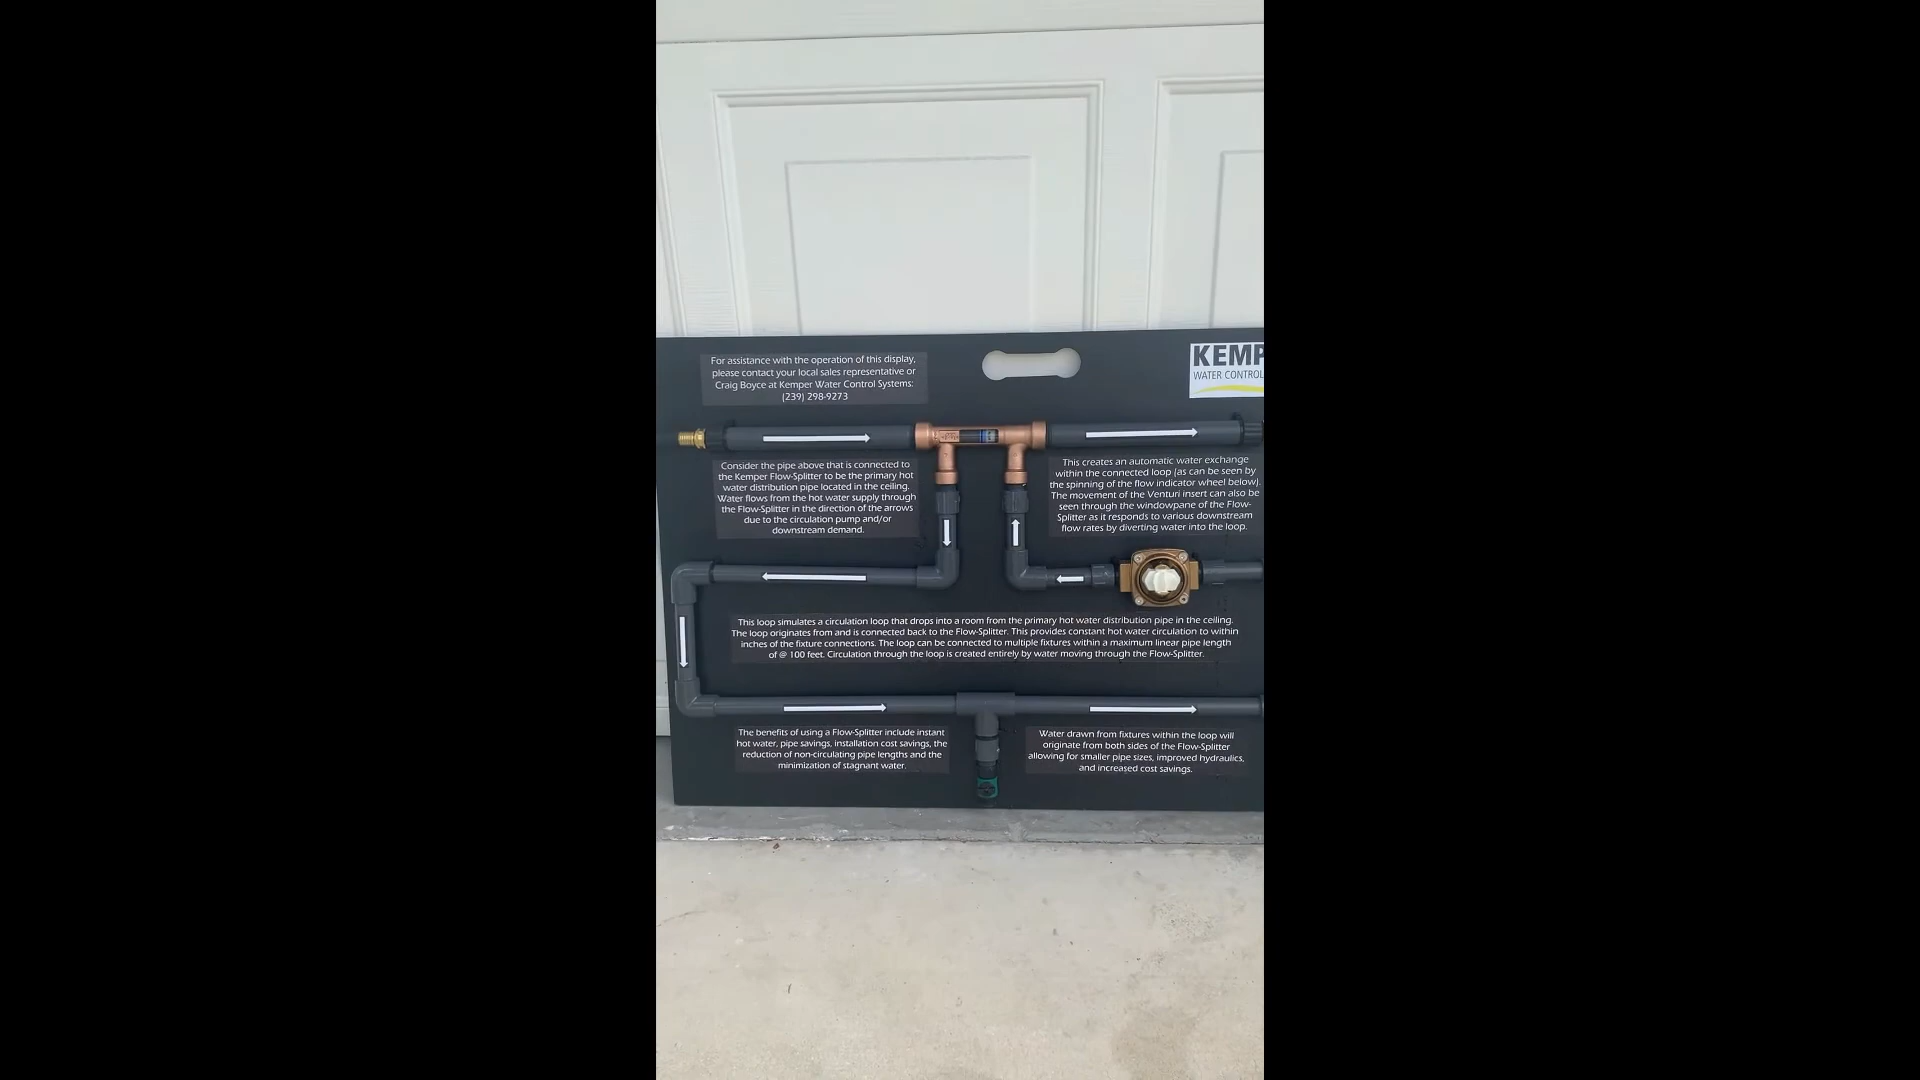 For assistance with the operation of this display,
please contact your local sales representative or
Craig Boyce at Kemper Water Control Systems:
(239) 298-9273
KEMP
WATER CONTROL
Consider the pipe above that is connected to
the Kemper Flow-Splitter to be the primary hot
water distribution pipe located in the ceiling.
Water flows from the hot water supply through
the Flow-Splitter in the direction of the arrows
due to the circulation pump and/or
downstream demand.
This creates an automatic water exchange
within the connected loop (as can be seen by
the spinning of the flow indicator wheel below).
The movement of the Venturi insert can also be
seen through the windowpane of the Flow-
Splitter as it responds to various downstream
flow rates by diverting water into the loop.
This loop simulates a circulation loop that drops into a room from the primary hot water distribution pipe in the ceiling.
The loop originates from and is connected back to the Flow-Splitter. This provides constant hot water circulation to within
inches of the fixture connections. The loop can be connected to multiple fixtures within a maximum linear pipe length
of @ 100 feet. Circulation through the loop is created entirely by water moving through the Flow-Splitter.
The benefits of using a Flow-Splitter include instant
hot water, pipe savings, installation cost savings, the
reduction of non-circulating pipe lengths and the
minimization of stagnant water.
Water drawn from fixtures within the loop will
originate from both sides of the Flow-Splitter
allowing for smaller pipe sizes, improved hydraulics,
and increased cost savings.